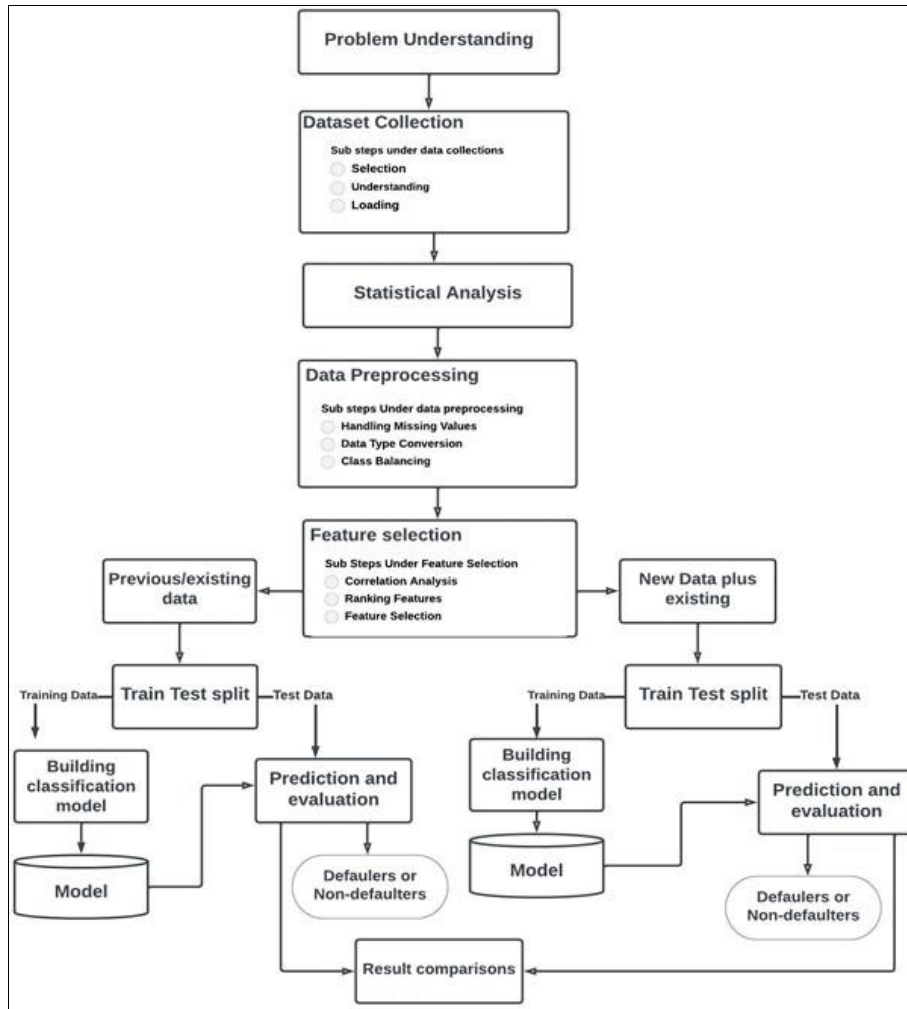 Problem Understanding
Dataset Collection
Sub steps under data collections
Selection
Understanding
Loading
Statistical Analysis
Data Preprocessing
Sub steps Under data preprocessing
Handling Missing Values
Data Type Conversion
Class Balancing
Feature selection
Sub Steps Under Feature Selection
Correlation Analysis
Ranking Features
Feature Selection
Previous/existing
data
New Data plus
existing
Training Data
Train Test split
Test Data
Training Data
Train Test split
Test Data
Building
classification
model
Prediction and
evaluation
Building
classification
model
Prediction and
evaluation
Model
Defaulers or
Non-defaulters
Model
Defaulers or
Non-defaulters
Result comparisons